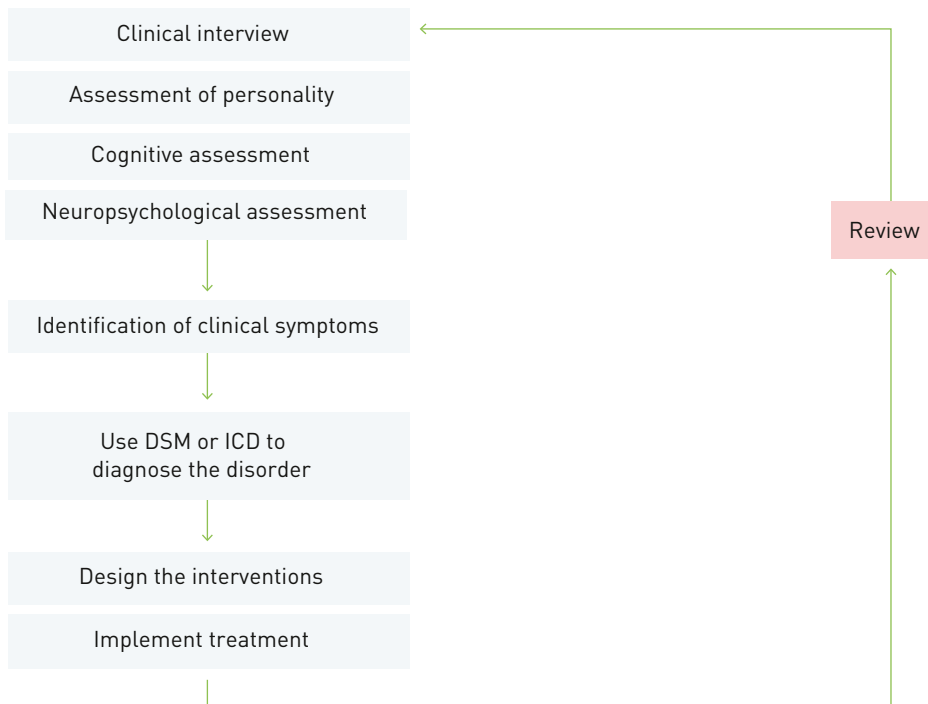 Clinical interview
Assessment of personality
Cognitive assessment
Neuropsychological assessment
Review
Identification of clinical symptoms
Use DSM or ICD to
diagnose the disorder
Design the interventions
Implement treatment